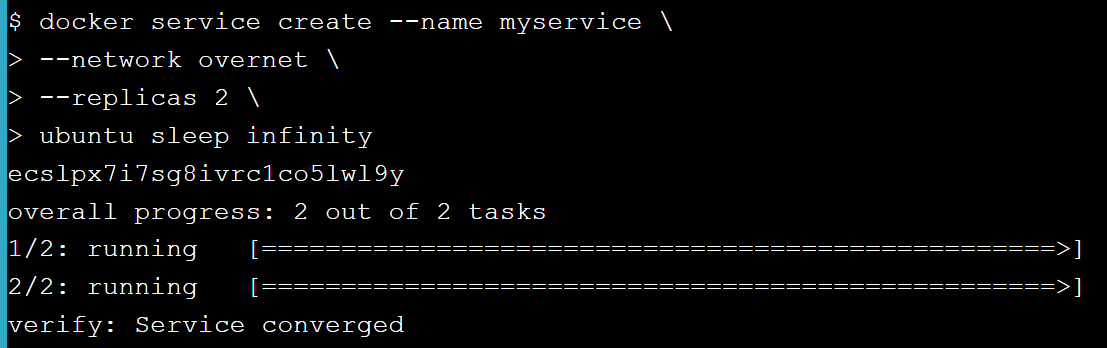 $ docker service create --name myservice \
> --network overnet \
> --replicas 2 \
> ubuntu sleep infinity
ecslpx7i7sg8ivrc1co5lwl9y
overall progress: 2 out of 2 tasks
1/2: running   [==================================================>]
2/2: running   [==================================================>]
verify: Service converged